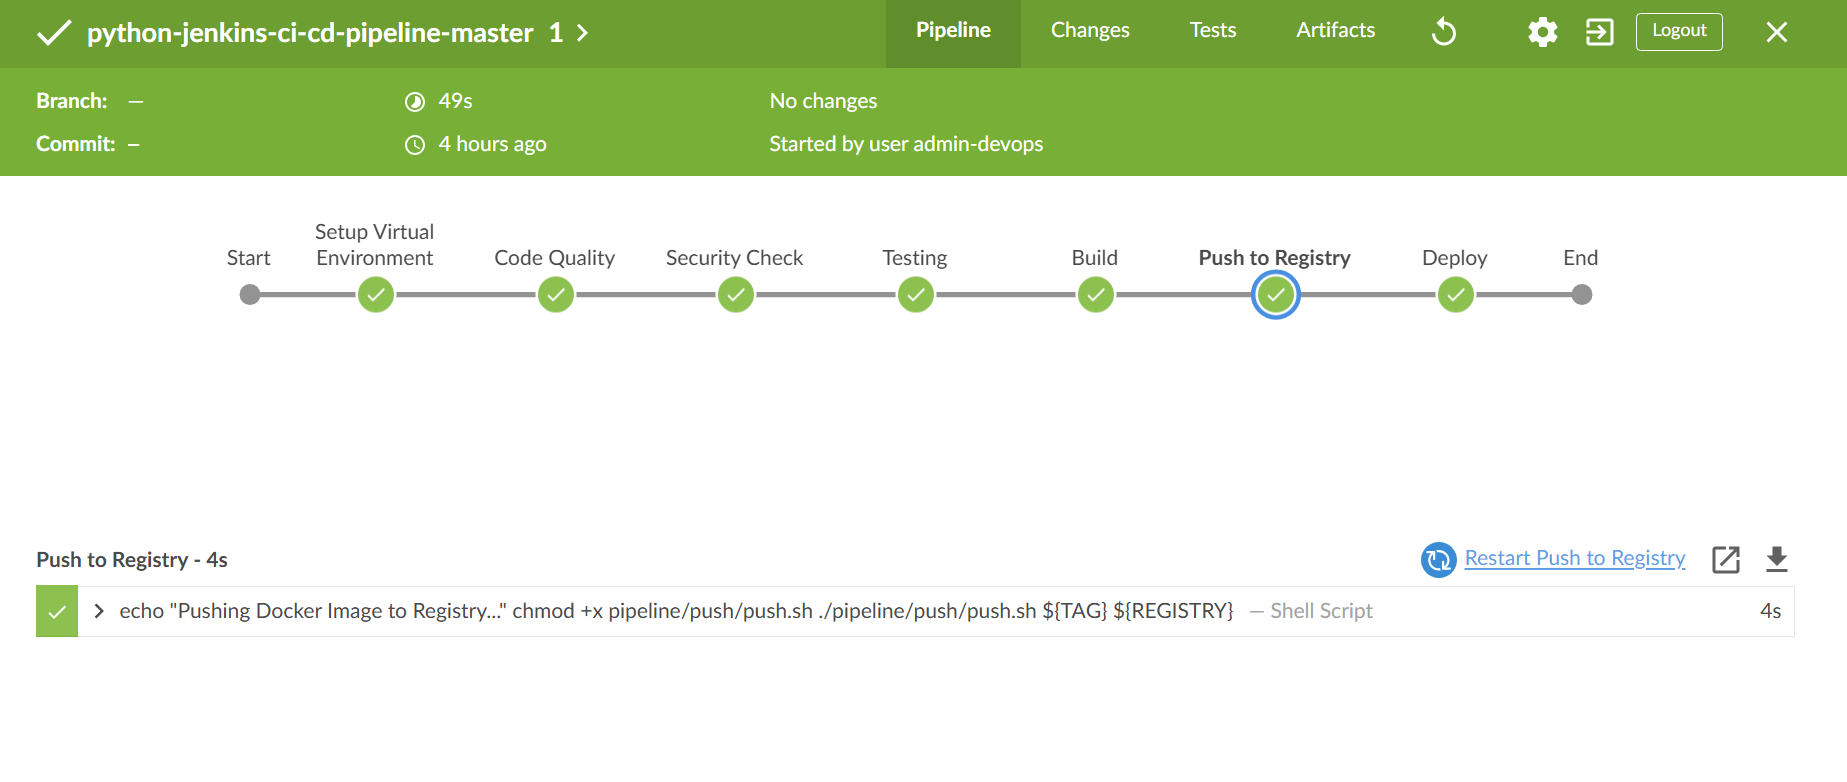 python-jenkins-ci-cd-pipeline-master 1
Pipeline Changes Tests Artifacts Logout
Branch: — 49s No changes
Commit: – 4 hours ago Started by user admin-devops
Start
Setup Virtual
Environment
Code Quality
Security Check
Testing
Build
Push to Registry
Deploy
End
Push to Registry - 4s
Restart Push to Registry
echo "Pushing Docker Image to Registry..." chmod +x pipeline/push/push.sh ./pipeline/push/push.sh ${TAG} ${REGISTRY} — Shell Script 4s